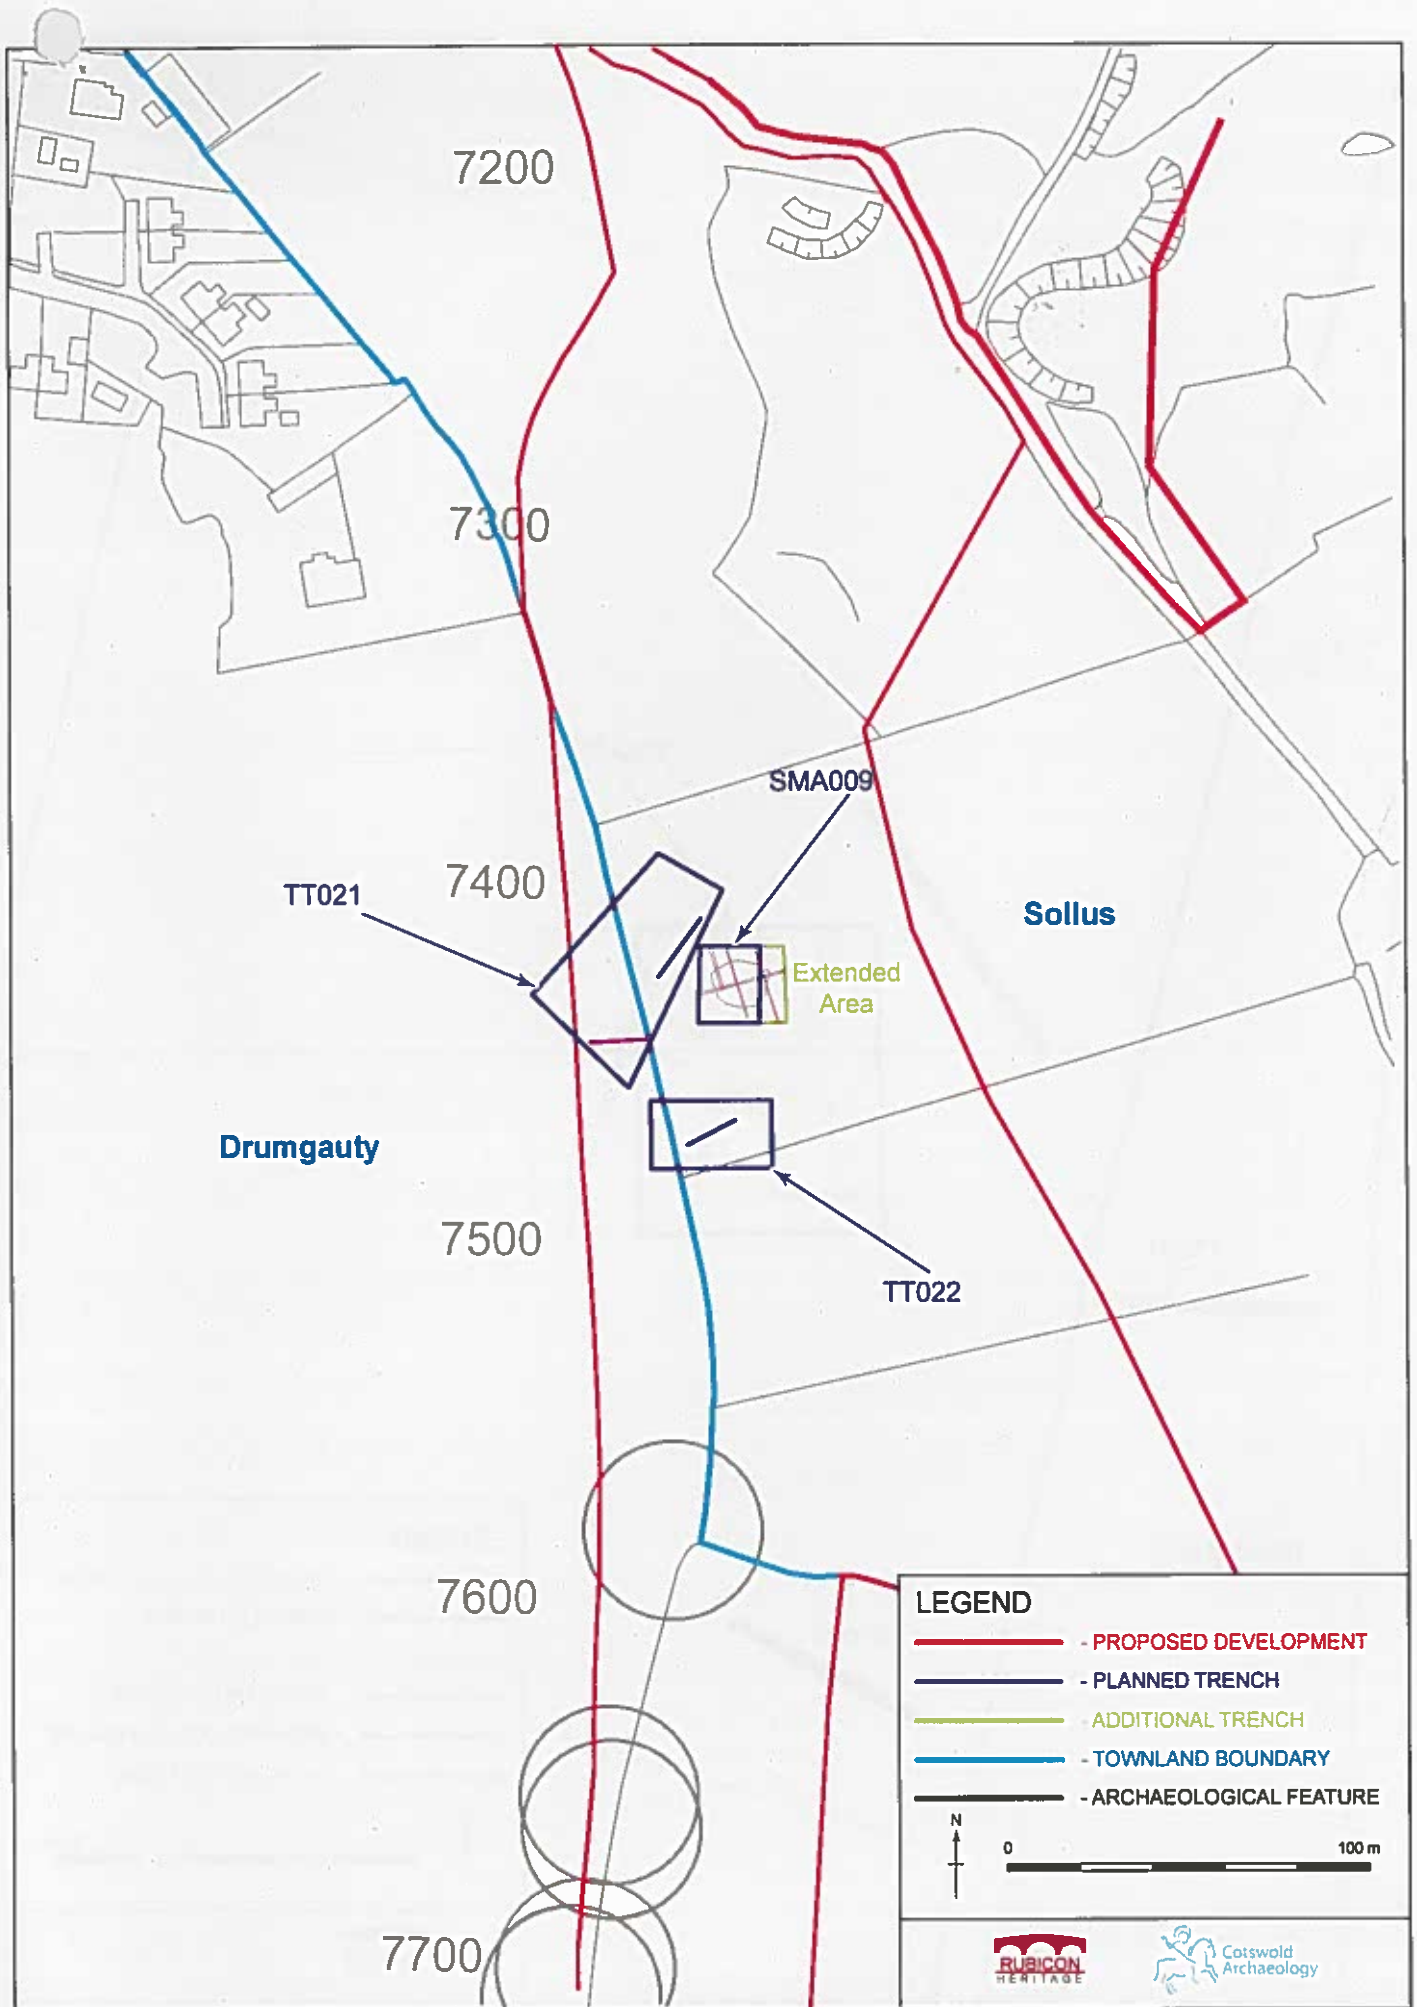 7200
7300
SMA009
7400
TT021
Sollus
Extended
Area
Drumgauty
7500
TT022
7600
LEGEND
- PROPOSED DEVELOPMENT
- PLANNED TRENCH
- ADDITIONAL TRENCH
- TOWNLAND BOUNDARY
- ARCHAEOLOGICAL FEATURE
N
0 100 m
7700
RUBICON
HERITAGE
Cotswold
Archaeology